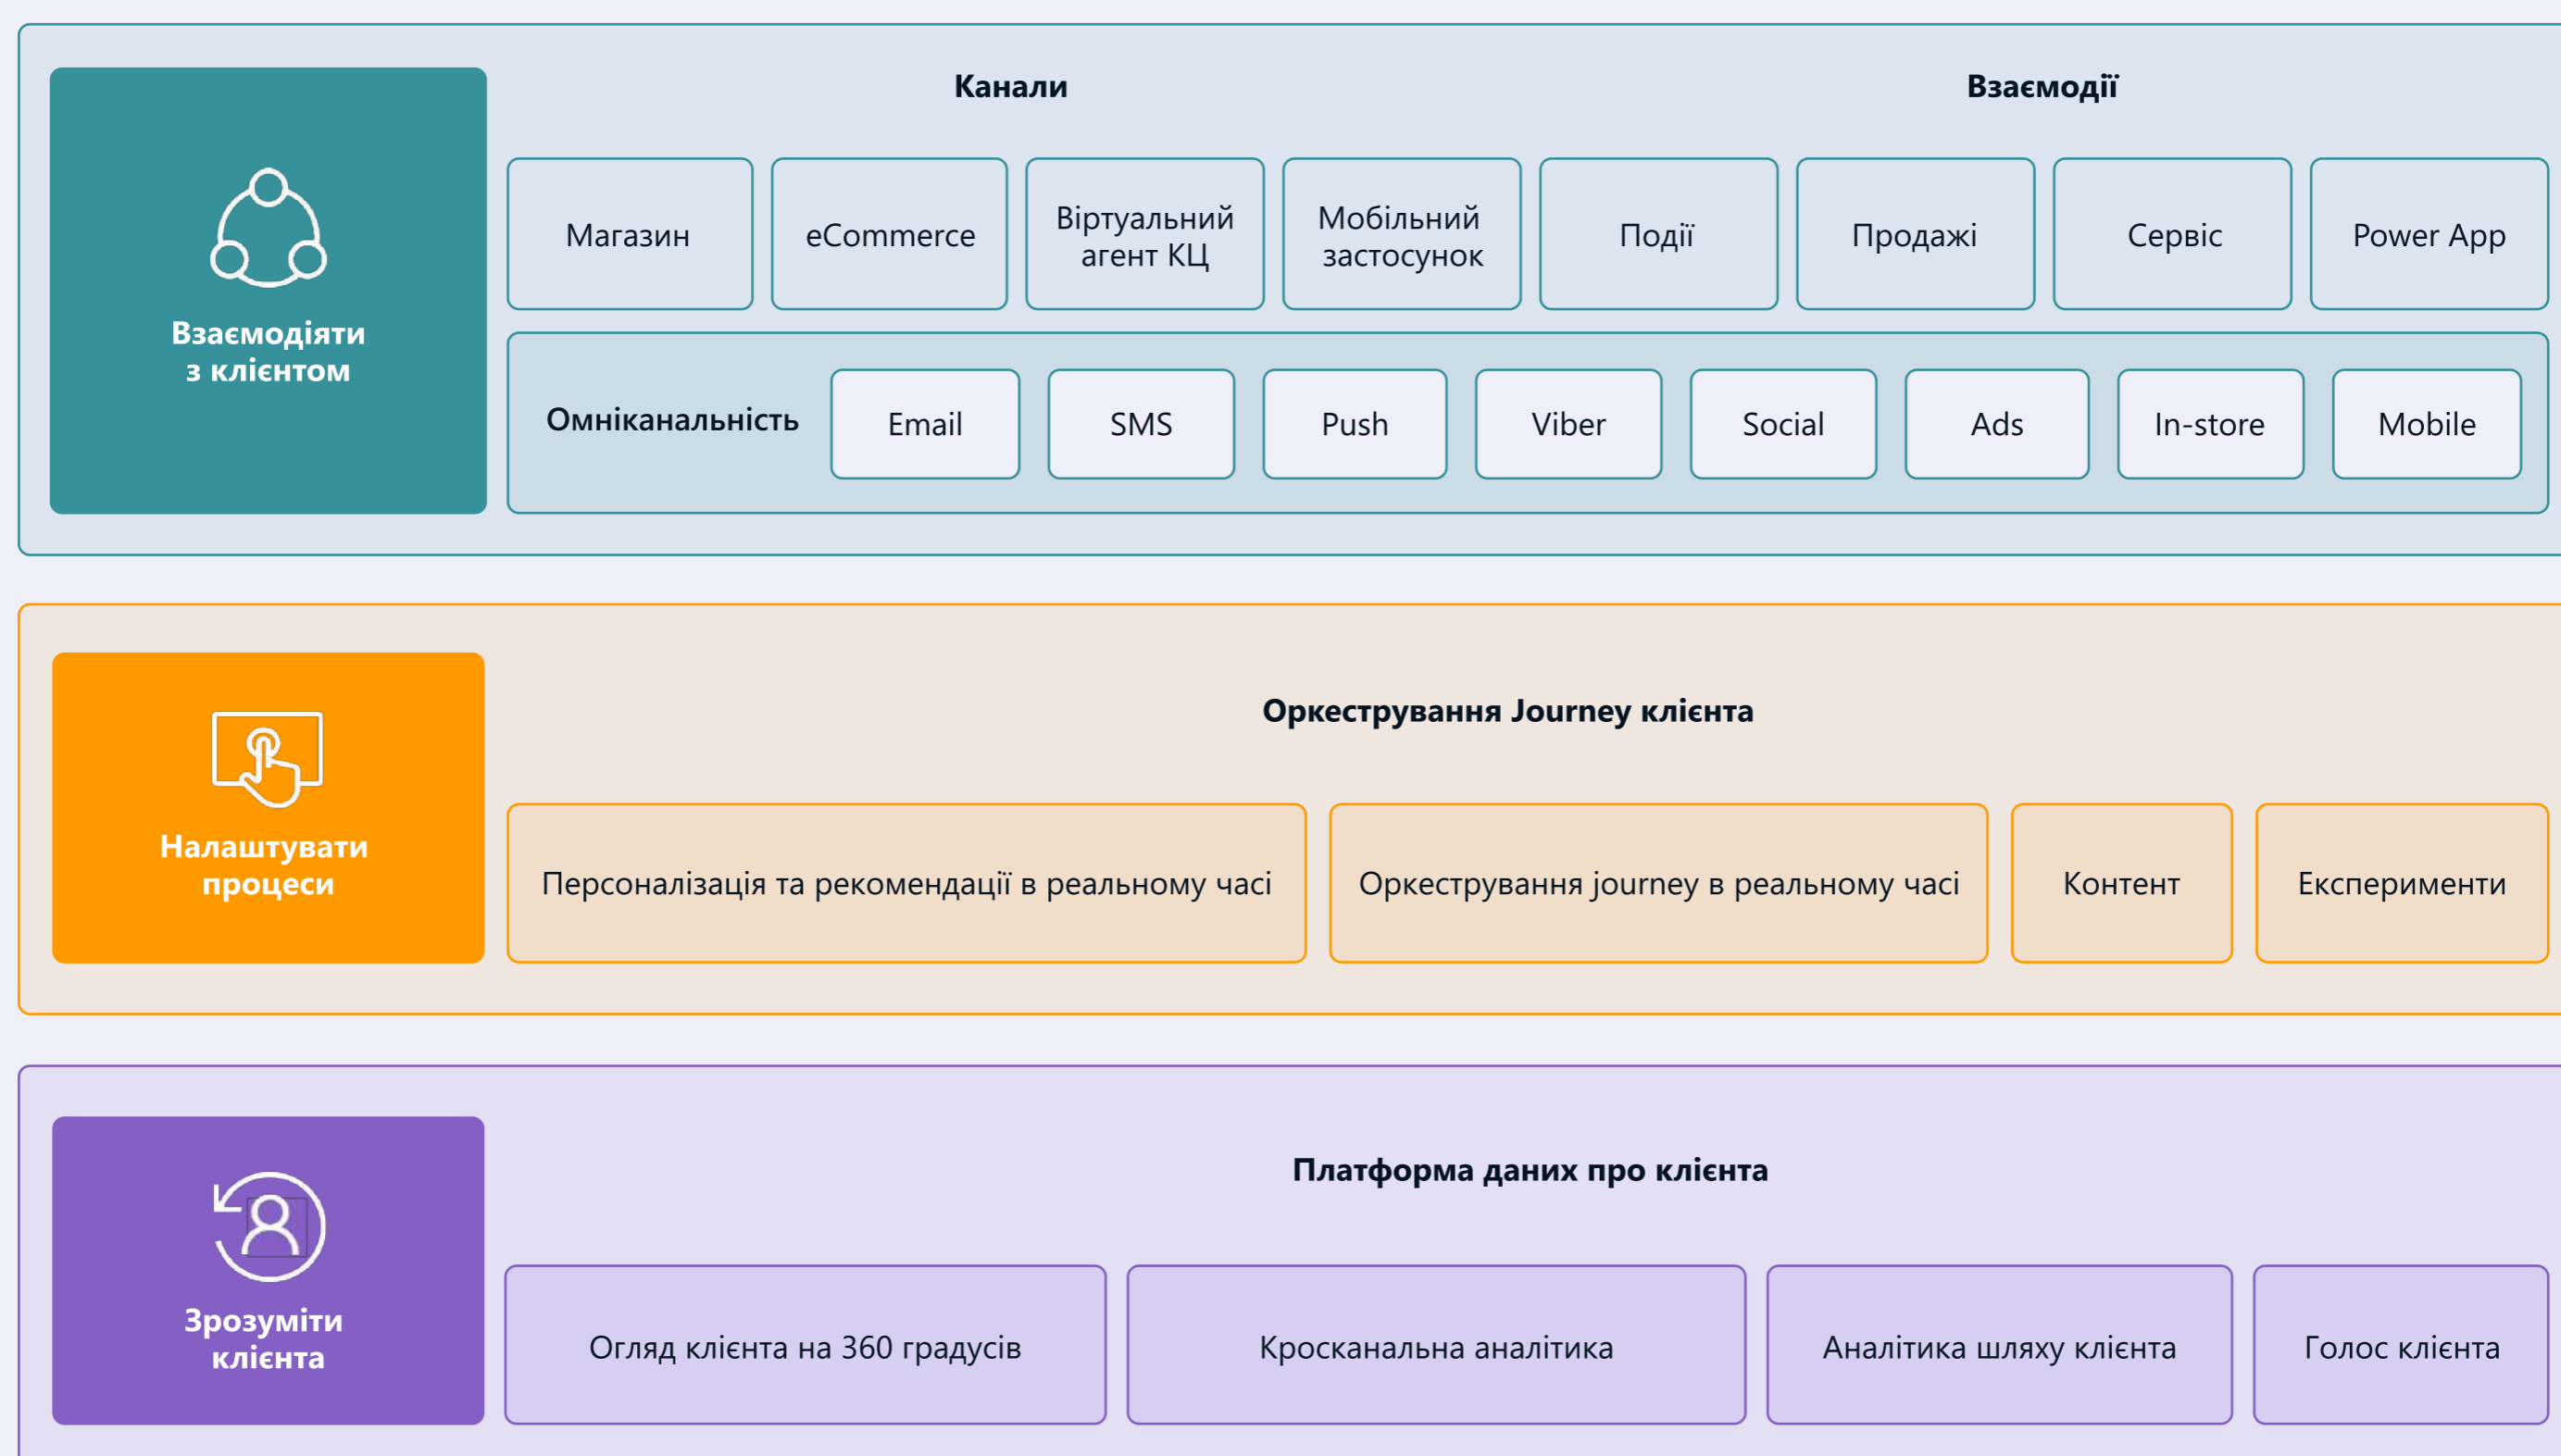 Канали
Взаємодії
Взаємодіяти
з клієнтом
Магазин
eCommerce
Віртуальний
агент КЦ
Мобільний
застосунок
Події
Продажі
Сервіс
Power App
Омніканальність
Email
SMS
Push
Viber
Social
Ads
In-store
Mobile
Налаштувати
процеси
Оркестрування Journey клієнта
Персоналізація та рекомендації в реальному часі
Оркестрування journey в реальному часі
Контент
Експерименти
Зрозуміти
клієнта
Платформа даних про клієнта
Огляд клієнта на 360 градусів
Кросканальна аналітика
Аналітика шляху клієнта
Голос клієнта